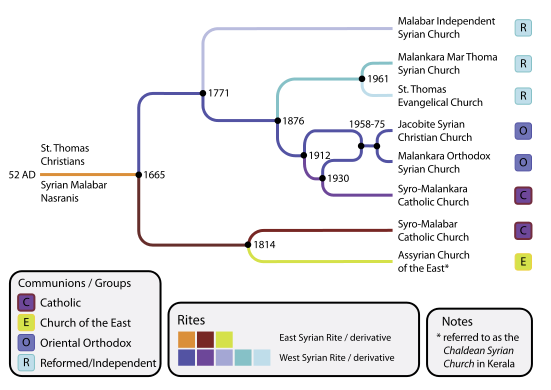 Malabar Independent
Syrian Church
R
Malankara Mar Thoma
Syrian Church
R
1961
St. Thomas
Evangelical Church
R
1771
1876
1958-75
Jacobite Syrian
Christian Church
O
1912
Malankara Orthodox
Syrian Church
O
St. Thomas
Christians
52 AD
1665
1930
Syro-Malankara
Catholic Church
C
Syrian Malabar
Nasranis
Syro-Malabar
Catholic Church
C
1814
Assyrian Church
of the East*
E
Communions / Groups
C Catholic
E Church of the East
O Oriental Orthodox
R Reformed/Independent
Rites
East Syrian Rite / derivative
West Syrian Rite / derivative
Notes
* referred to as the
Chaldean Syrian
Church in Kerala